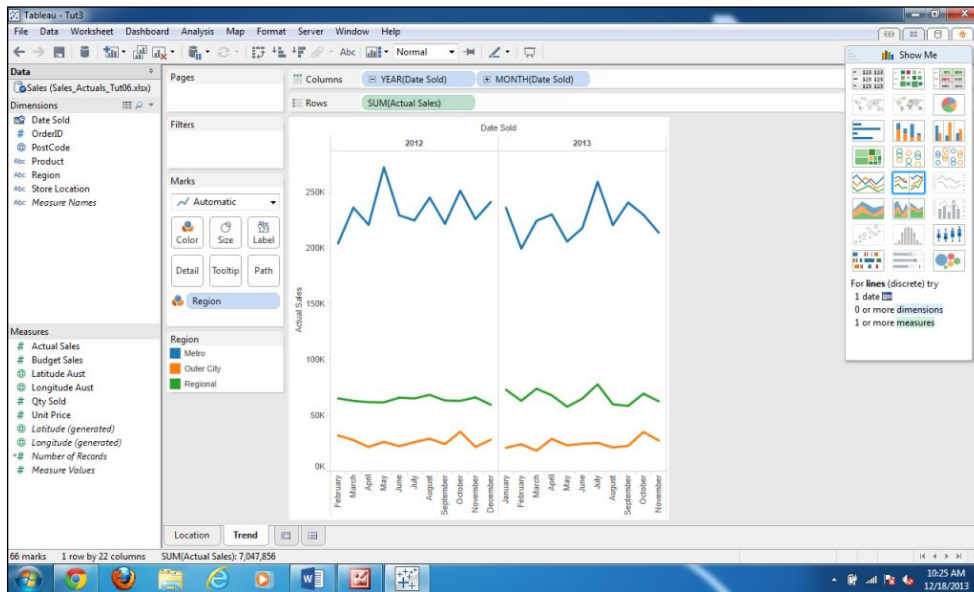 Tableau - Tut3
File Data Worksheet Dashboard Analysis Map Format Server Window Help
Abc Normal
Data
Sales (Sales_Actuals_Tut06.xlsx)
Dimensions
Date Sold
# OrderID
PostCode
Abc Product
Abc Region
Abc Store Location
Abc Measure Names
Measures
# Actual Sales
# Budget Sales
Latitude Aust
Longitude Aust
# Qty Sold
# Unit Price
Latitude (generated)
Longitude (generated)
=# Number of Records
# Measure Values
Pages
Filters
Marks
Automatic
Abc
123
Color Size Label
Detail Tooltip Path
Region
Region
Metro
Outer City
Regional
Columns YEAR(Date Sold) MONTH(Date Sold)
Rows SUM(Actual Sales)
Date Sold
2012 2013
Actual Sales
250K
200K
150K
100K
50K
0K
February March April May June July August September October November December January February March April May June July August September October November
Show Me
For lines (discrete) try
1 date
0 or more dimensions
1 or more measures
Location Trend
66 marks 1 row by 22 columns SUM(Actual Sales): 7,047,856
10:25 AM
12/18/2013